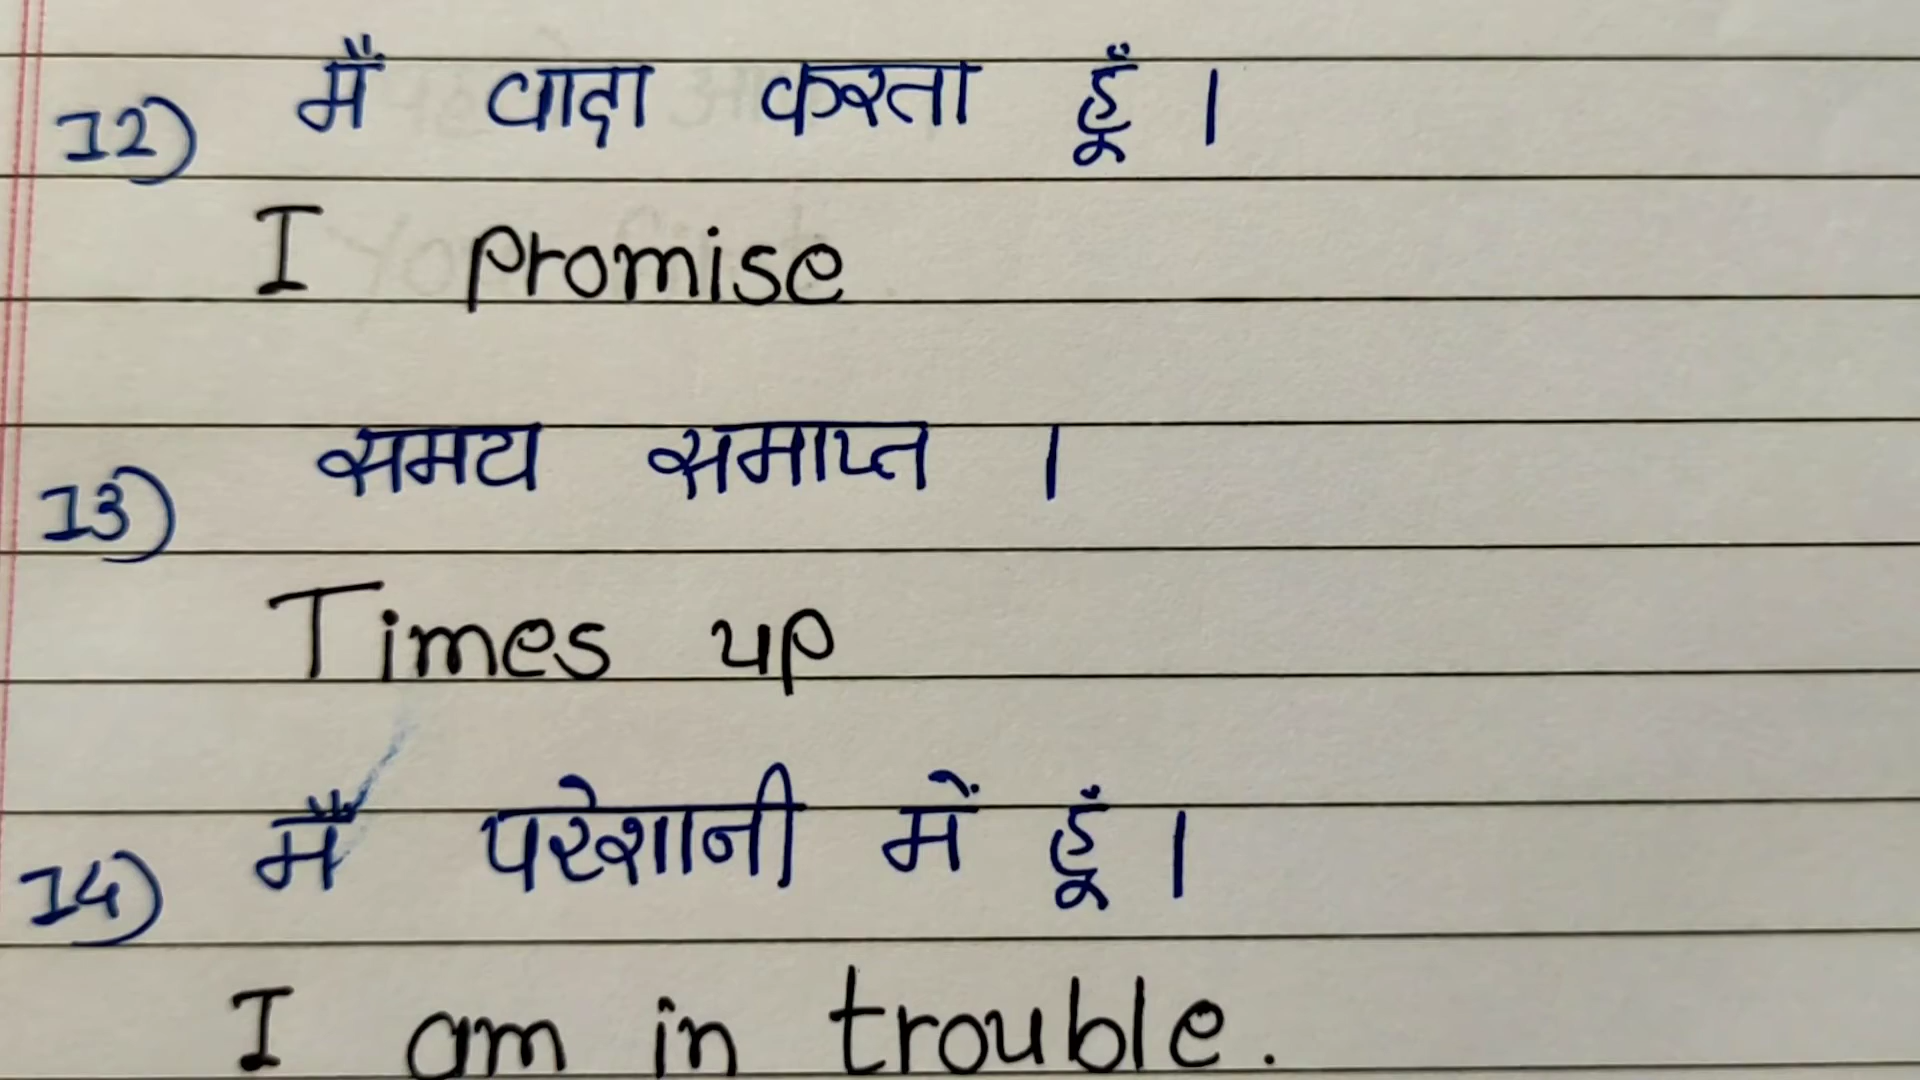 12) मैं वादा करता हूँ ।
I promise
13) समय समाप्त ।
Times up
14) मैं परेशानी में हूँ ।
I am in trouble.